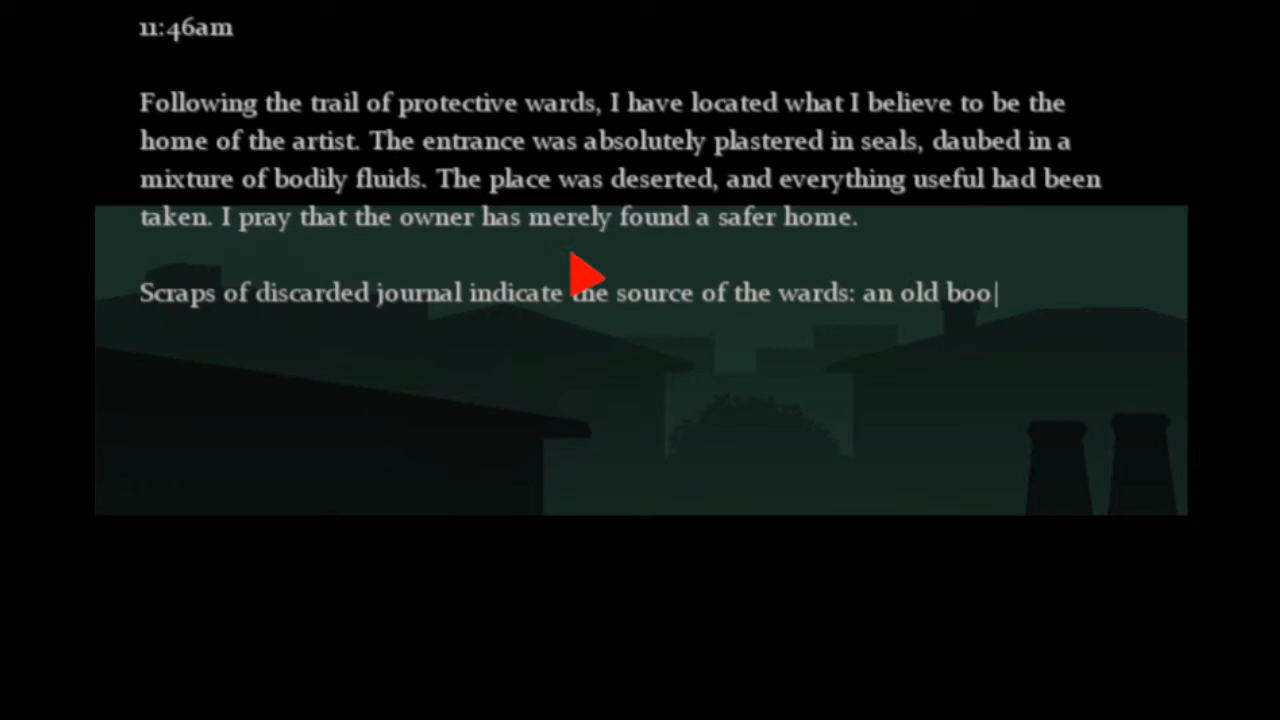 11:46am
Following the trail of protective wards, I have located what I believe to be the
home of the artist. The entrance was absolutely plastered in seals, daubed in a
mixture of bodily fluids. The place was deserted, and everything useful had been
taken. I pray that the owner has merely found a safer home.
Scraps of discarded journal indicate the source of the wards: an old boo